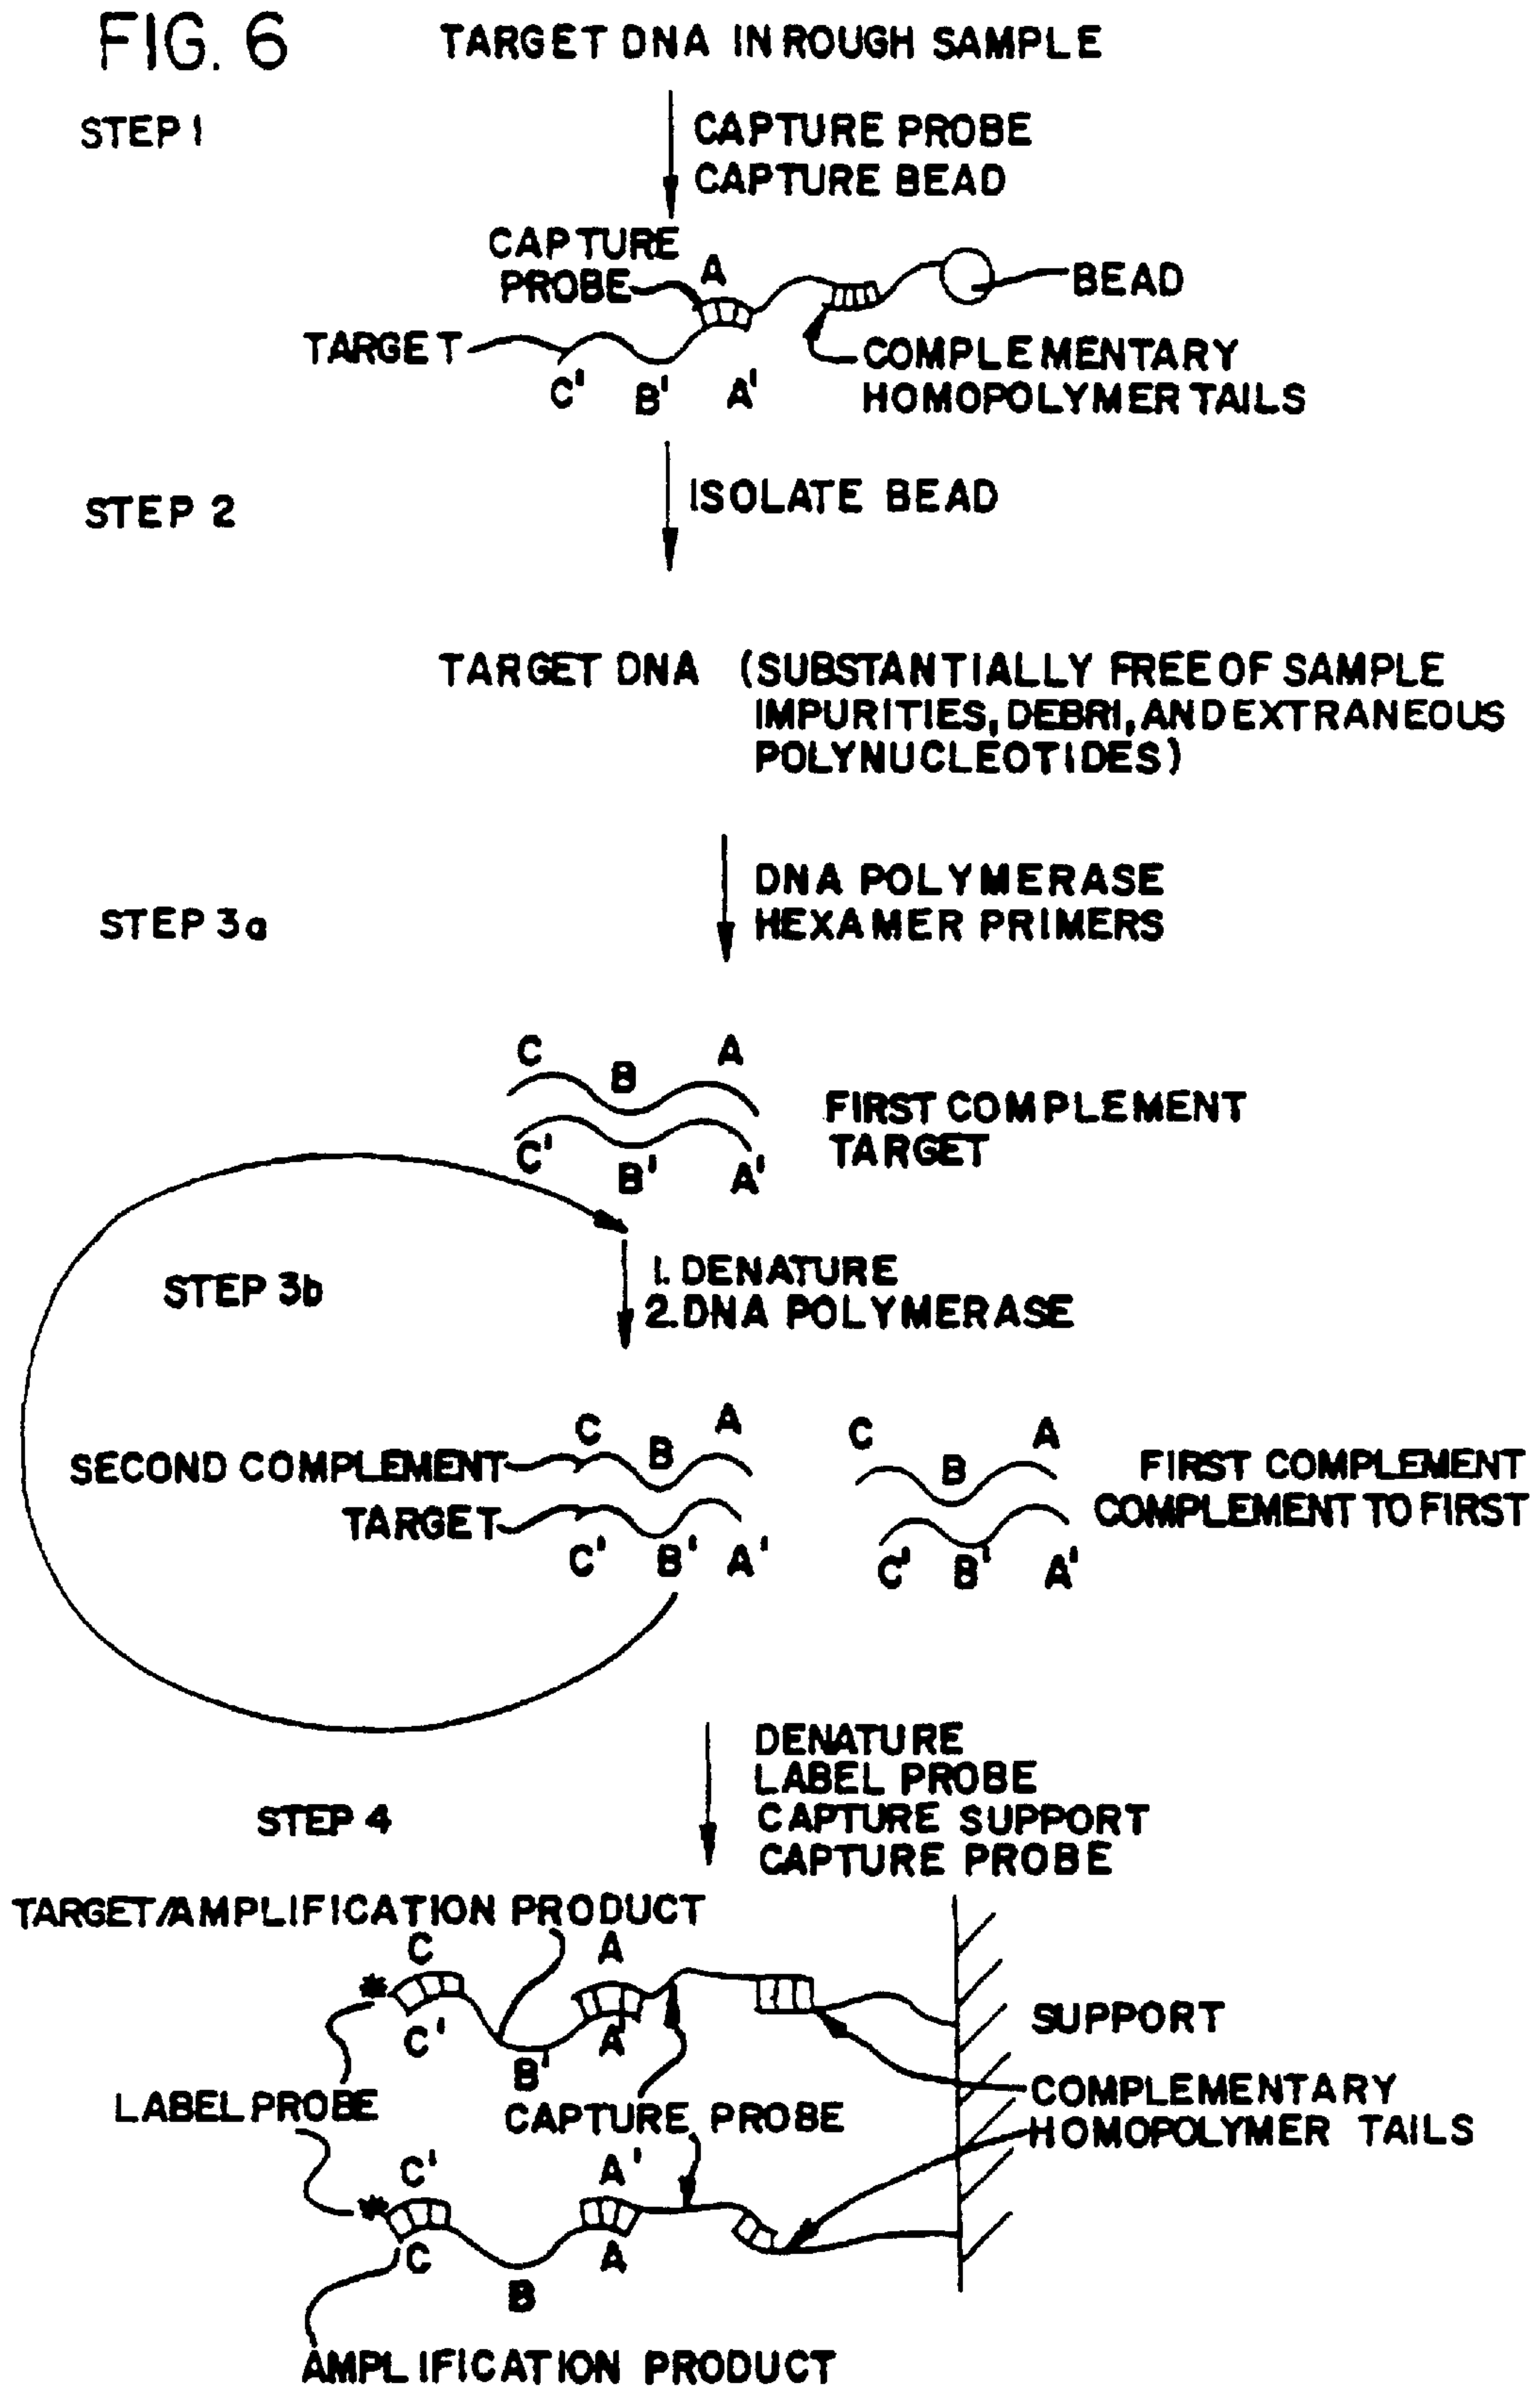 FIG. 6
TARGET DNA IN ROUGH SAMPLE
STEP 1
CAPTURE PROBE
CAPTURE BEAD
CAPTURE
PROBE
A
BEAD
TARGET
COMPLEMENTARY
HOMOPOLYMER TAILS
C' B' A'
STEP 2
ISOLATE BEAD
TARGET DNA (SUBSTANTIALLY FREE OF SAMPLE
IMPURITIES, DEBRI, AND EXTRANEOUS
POLYNUCLEOTIDES)
STEP 3a
DNA POLYMERASE
HEXAMER PRIMERS
C B A
FIRST COMPLEMENT
TARGET
C' B' A'
STEP 3b
1. DENATURE
2. DNA POLYMERASE
C B A
C B A
SECOND COMPLEMENT
FIRST COMPLEMENT
TARGET
COMPLEMENT TO FIRST
C' B' A'
C' B' A'
STEP 4
DENATURE
LABEL PROBE
CAPTURE SUPPORT
CAPTURE PROBE
TARGET/AMPLIFICATION PRODUCT
C A
*
C' B' A'
SUPPORT
LABEL PROBE
CAPTURE PROBE
COMPLEMENTARY
HOMOPOLYMER TAILS
C' A'
*
C B A
AMPLIFICATION PRODUCT